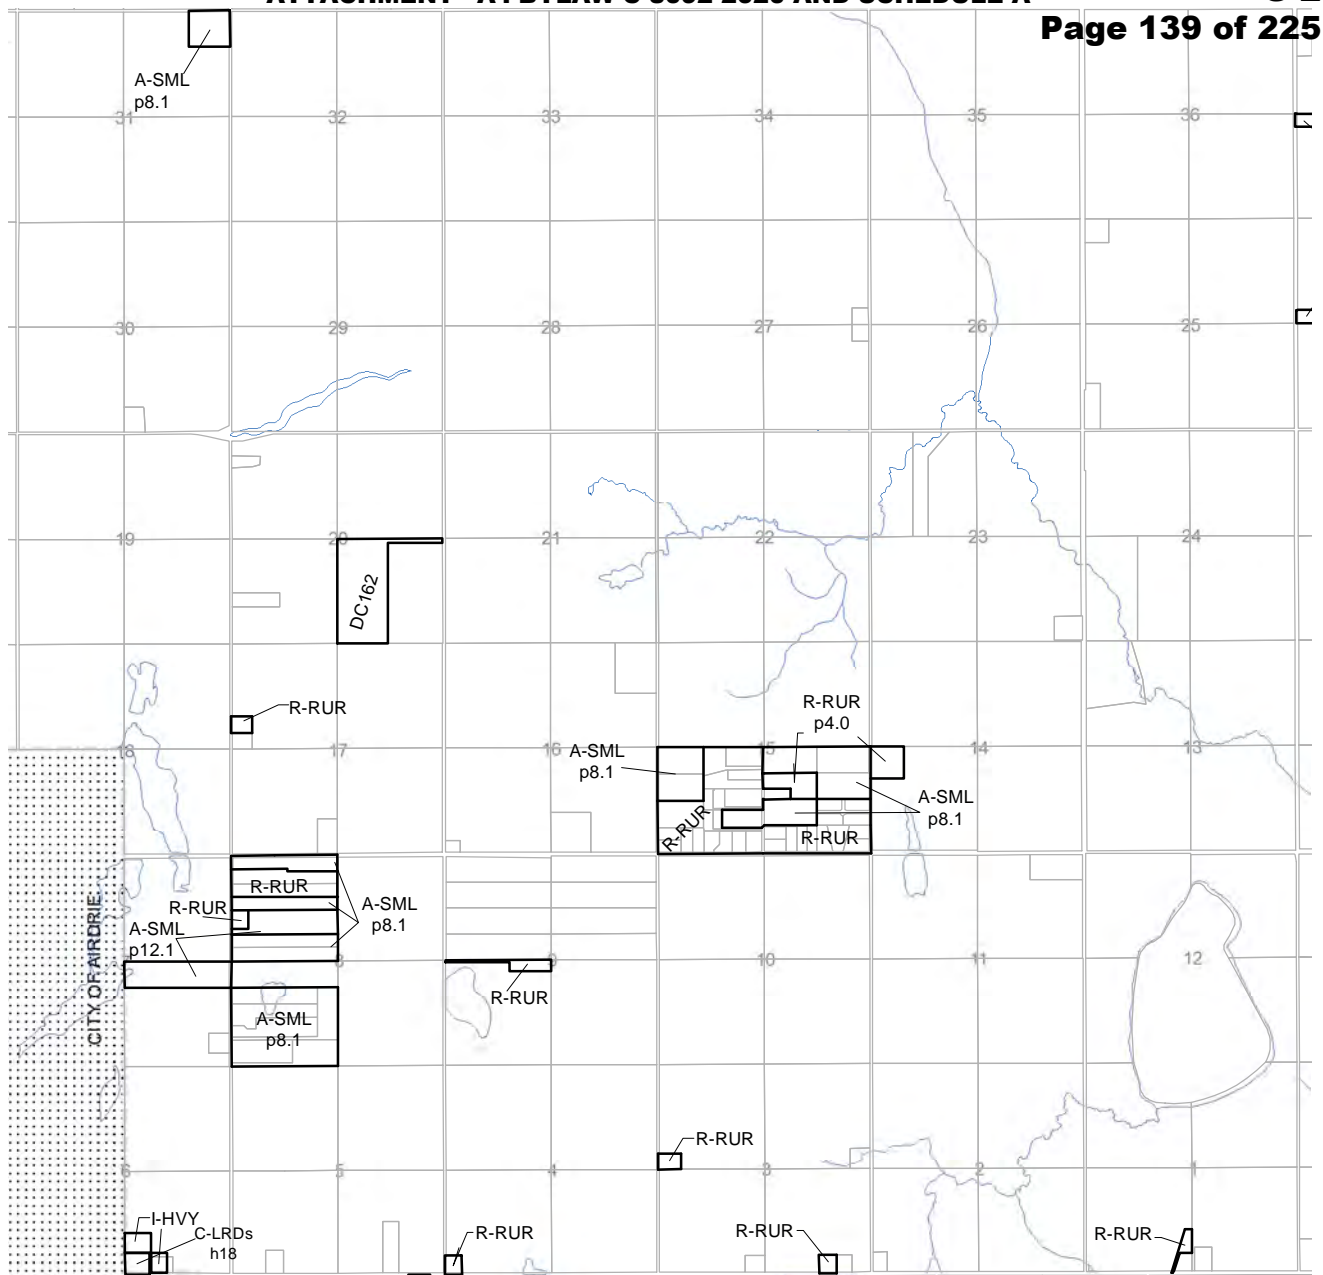 Page 139 of 225
A-SML
p8.1
31
32
33
34
35
36
30
29
28
27
26
25
19
20
21
22
23
24
DC162
R-RUR
R-RUR
p4.0
18
17
16
15
14
13
A-SML
p8.1
A-SML
p8.1
R-RUR
R-RUR
R-RUR
R-RUR
A-SML
p8.1
A-SML
p12.1
CITY OF AIRDRIE
8
9
10
11
12
R-RUR
A-SML
p8.1
R-RUR
6
5
4
3
2
1
I-HVY
C-LRDs
h18
R-RUR
R-RUR
R-RUR